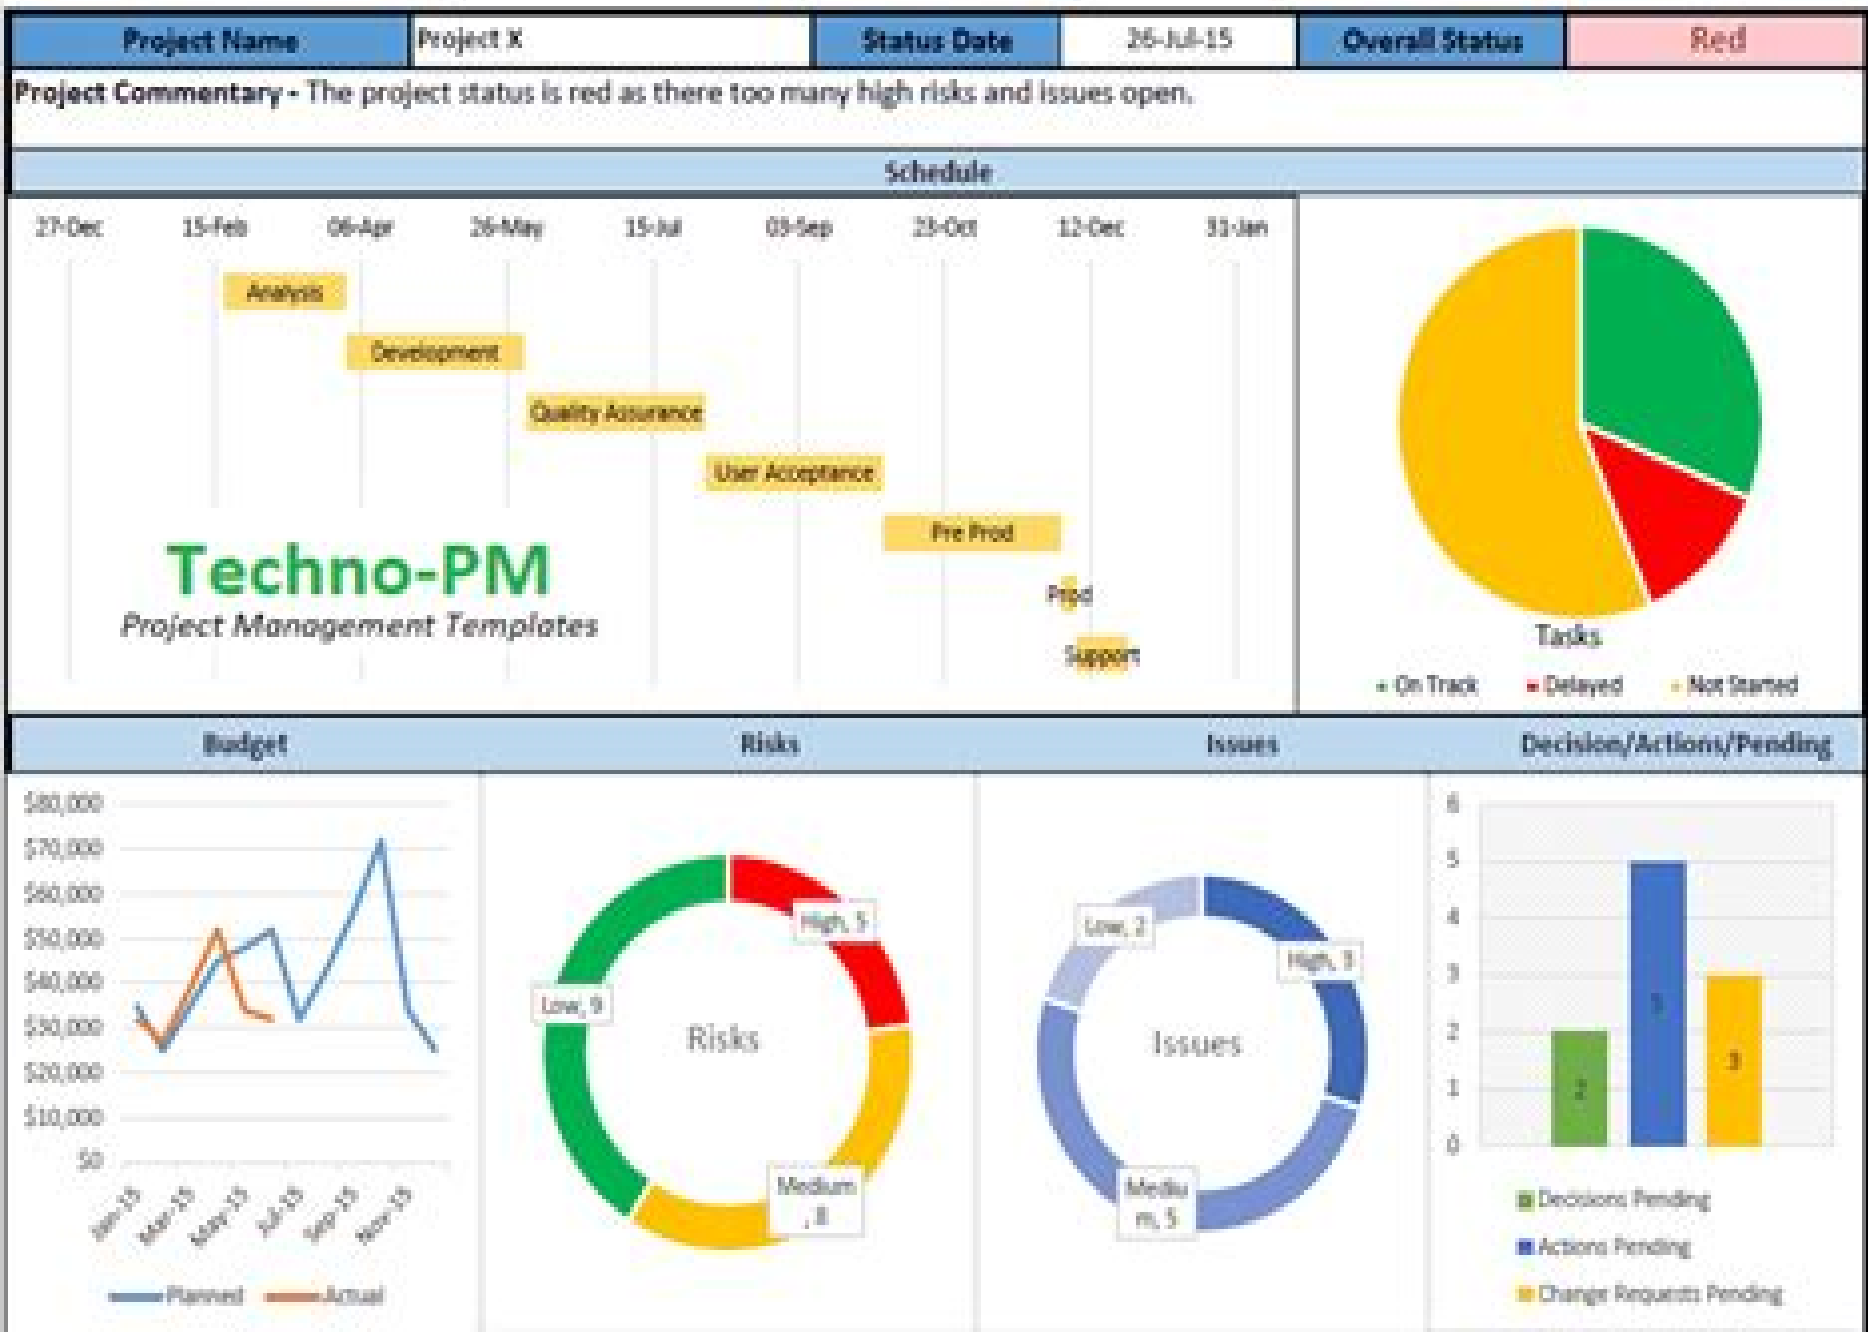 Project Name Project X Status Date 26-Jul-15 Overall Status Red
Project Commentary - The project status is red as there too many high risks and issues open.
Schedule
27-Dec 15-Feb 06-Apr 26-May 15-Jul 03-Sep 23-Oct 12-Dec 31-Jan
Analysis
Development
Quality Assurance
User Acceptance
Pre Prod
Prod
Support
Techno-PM
Project Management Templates
Tasks
On Track Delayed Not Started
Budget Risks Issues Decision/Actions/Pending
$80,000
$70,000
$60,000
$50,000
$40,000
$30,000
$20,000
$10,000
$0
Jan-15 Mar-15 May-15 Jul-15 Sep-15 Nov-15
Planned Actual
High, 5
Low, 9
Risks
Medium
, 8
Low, 2
High, 3
Issues
Mediu
m, 5
6
5
4
3
2
1
0
2 5 3
Decisions Pending
Actions Pending
Change Requests Pending